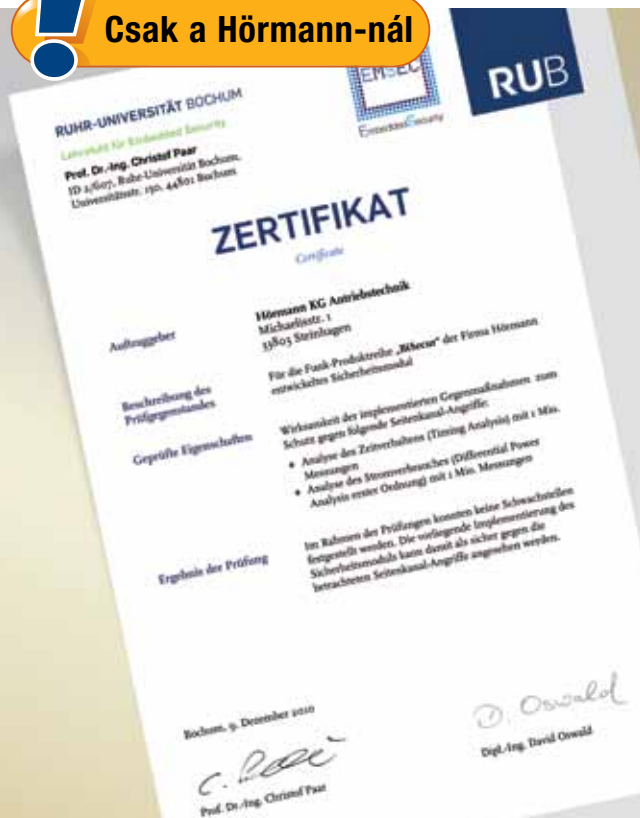 Csak a Hörmann-nál
EMSEC
Embedded Security
RUB
RUHR-UNIVERSITÄT BOCHUM
Lehrstuhl für Embedded Security
Prof. Dr.-Ing. Christof Paar
ID 2/607, Ruhr-Universität Bochum,
Universitätsstr. 150, 44801 Bochum
ZERTIFIKAT
Certificate
Auftraggeber
Hörmann KG Antriebstechnik
Michaelisstr. 1
33803 Steinhagen
Beschreibung des
Prüfgegenstandes
Für die Funk-Produktreihe „BiSecur“ der Firma Hörmann
entwickeltes Sicherheitsmodul
Geprüfte Eigenschaften
Wirksamkeit der implementierten Gegenmaßnahmen zum
Schutz gegen folgende Seitenkanal-Angriffe:
• Analyse des Zeitverhaltens (Timing Analysis) mit 1 Mio.
Messungen
• Analyse des Stromverbrauches (Differential Power
Analysis erster Ordnung) mit 1 Mio. Messungen
Ergebnis der Prüfung
Im Rahmen der Prüfungen konnten keine Schwachstellen
festgestellt werden. Die vorliegende Implementierung des
Sicherheitsmoduls kann damit als sicher gegen die
betrachteten Seitenkanal-Angriffe angesehen werden.
Bochum, 9. Dezember 2010
C. Paar
Prof. Dr.-Ing. Christof Paar
D. Oswald
Dipl.-Ing. David Oswald